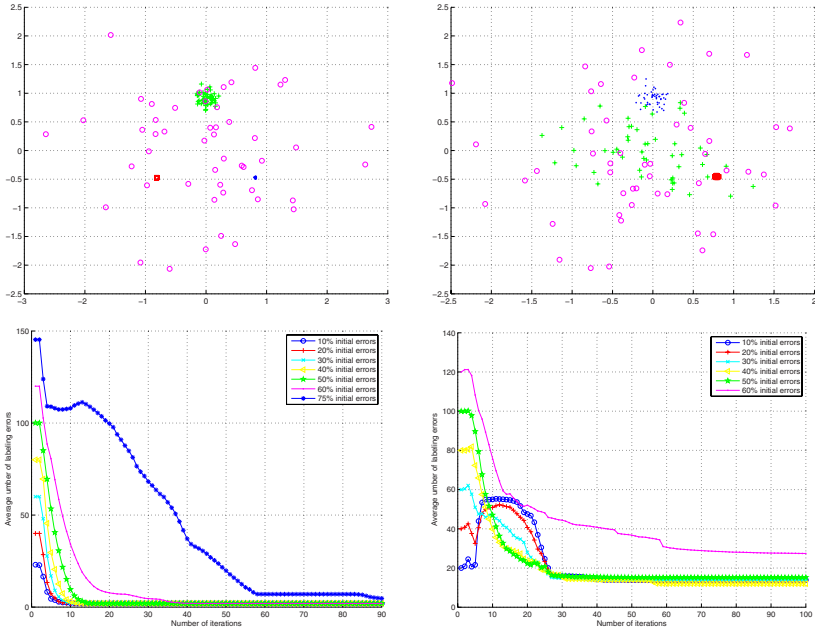 2.5
2
1.5
1
0.5
0
−0.5
−1
−1.5
−2
−2.5
−3 −2 −1 0 1 2 3
2.5
2
1.5
1
0.5
0
−0.5
−1
−1.5
−2
−2.5
−2.5 −2 −1.5 −1 −0.5 0 0.5 1 1.5 2
150
100
50
0
Average umber of labeling errors
10% initial errors
20% initial errors
30% initial errors
40% initial errors
50% initial errors
60% initial errors
75% initial errors
0 10 20 30 40 50 60 70 80 90
Number of iterations
140
120
100
80
60
40
20
0
Average umber of labeling errors
10% initial errors
20% initial errors
30% initial errors
40% initial errors
50% initial errors
60% initial errors
0 10 20 30 40 50 60 70 80 90 100
Number of iterations